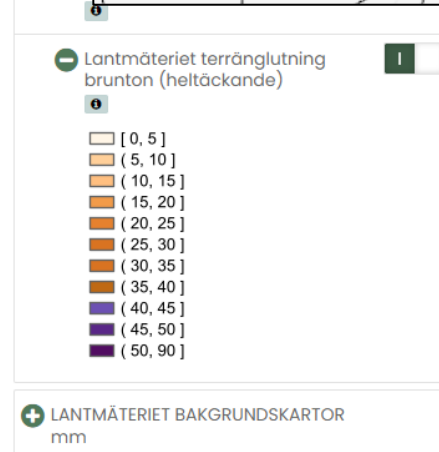 Lantmäteriet terränglutning
brunton (heltäckande)
[ 0, 5 ]
( 5, 10 ]
( 10, 15 ]
( 15, 20 ]
( 20, 25 ]
( 25, 30 ]
( 30, 35 ]
( 35, 40 ]
( 40, 45 ]
( 45, 50 ]
( 50, 90 ]
LANTMÄTERIET BAKGRUNDSKARTOR
mm